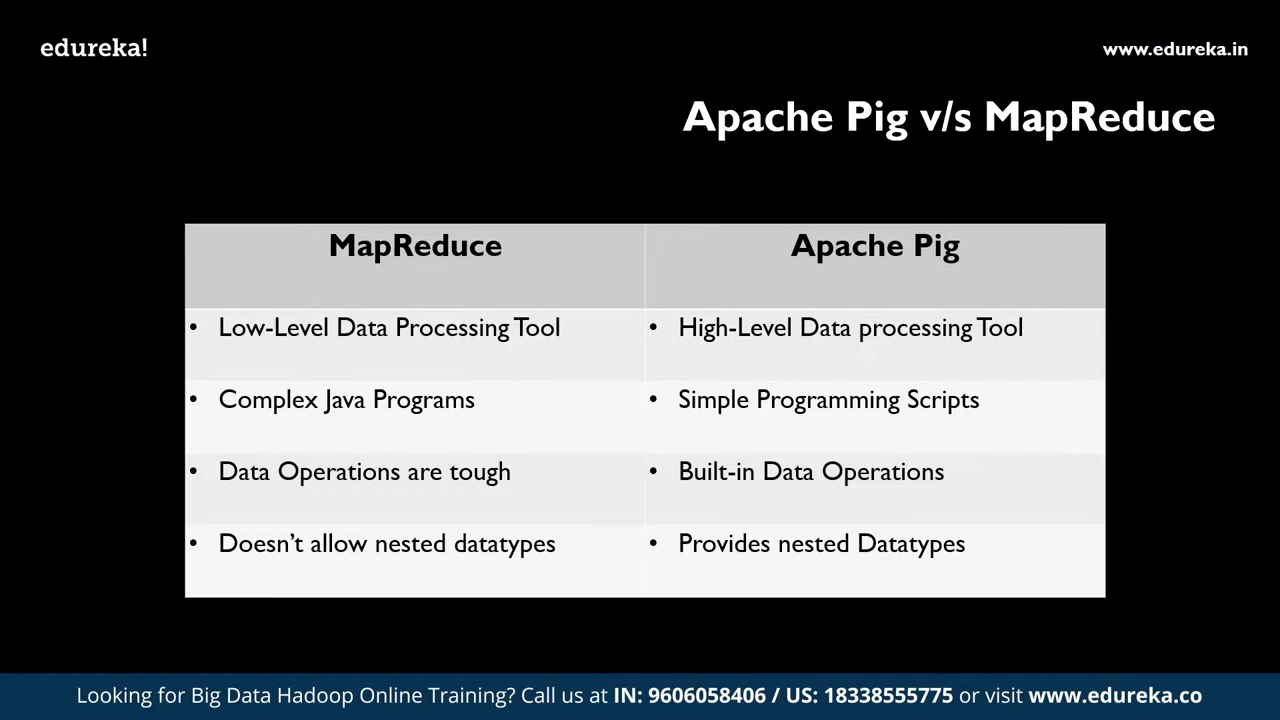 edureka!
www.edureka.in
Apache Pig v/s MapReduce
MapReduce
Apache Pig
• Low-Level Data Processing Tool
• High-Level Data processing Tool
• Complex Java Programs
• Simple Programming Scripts
• Data Operations are tough
• Built-in Data Operations
• Doesn’t allow nested datatypes
• Provides nested Datatypes
Looking for Big Data Hadoop Online Training? Call us at IN: 9606058406 / US: 18338555775 or visit www.edureka.co